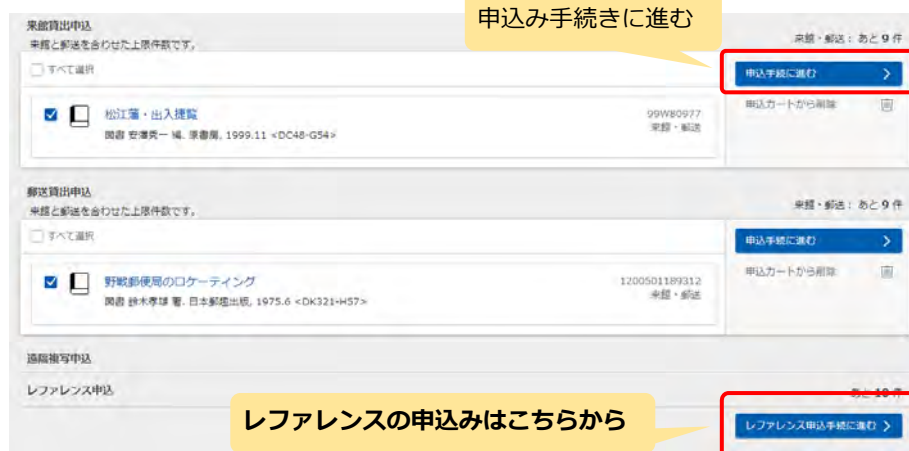 申込み手続きに進む
来館貸出申込
来館と郵送を合わせた上限件数です。
来館・郵送： あと 9 件
すべて選択
申込手続に進む
松江藩・出入捷覧
99W80977
来館・郵送
申込カートから削除
図書 安澤秀一 編. 原書房, 1999.11 <DC48-G54>
郵送貸出申込
来館と郵送を合わせた上限件数です。
来館・郵送： あと 9 件
すべて選択
申込手続に進む
野戦郵便局のロケーティング
1200501189312
来館・郵送
申込カートから削除
図書 鈴木孝雄 著. 日本郵趣出版, 1975.6 <DK321-H57>
遠隔複写申込
レファレンス申込
あと 10 件
レファレンスの申込みはこちらから
レファレンス申込手続に進む